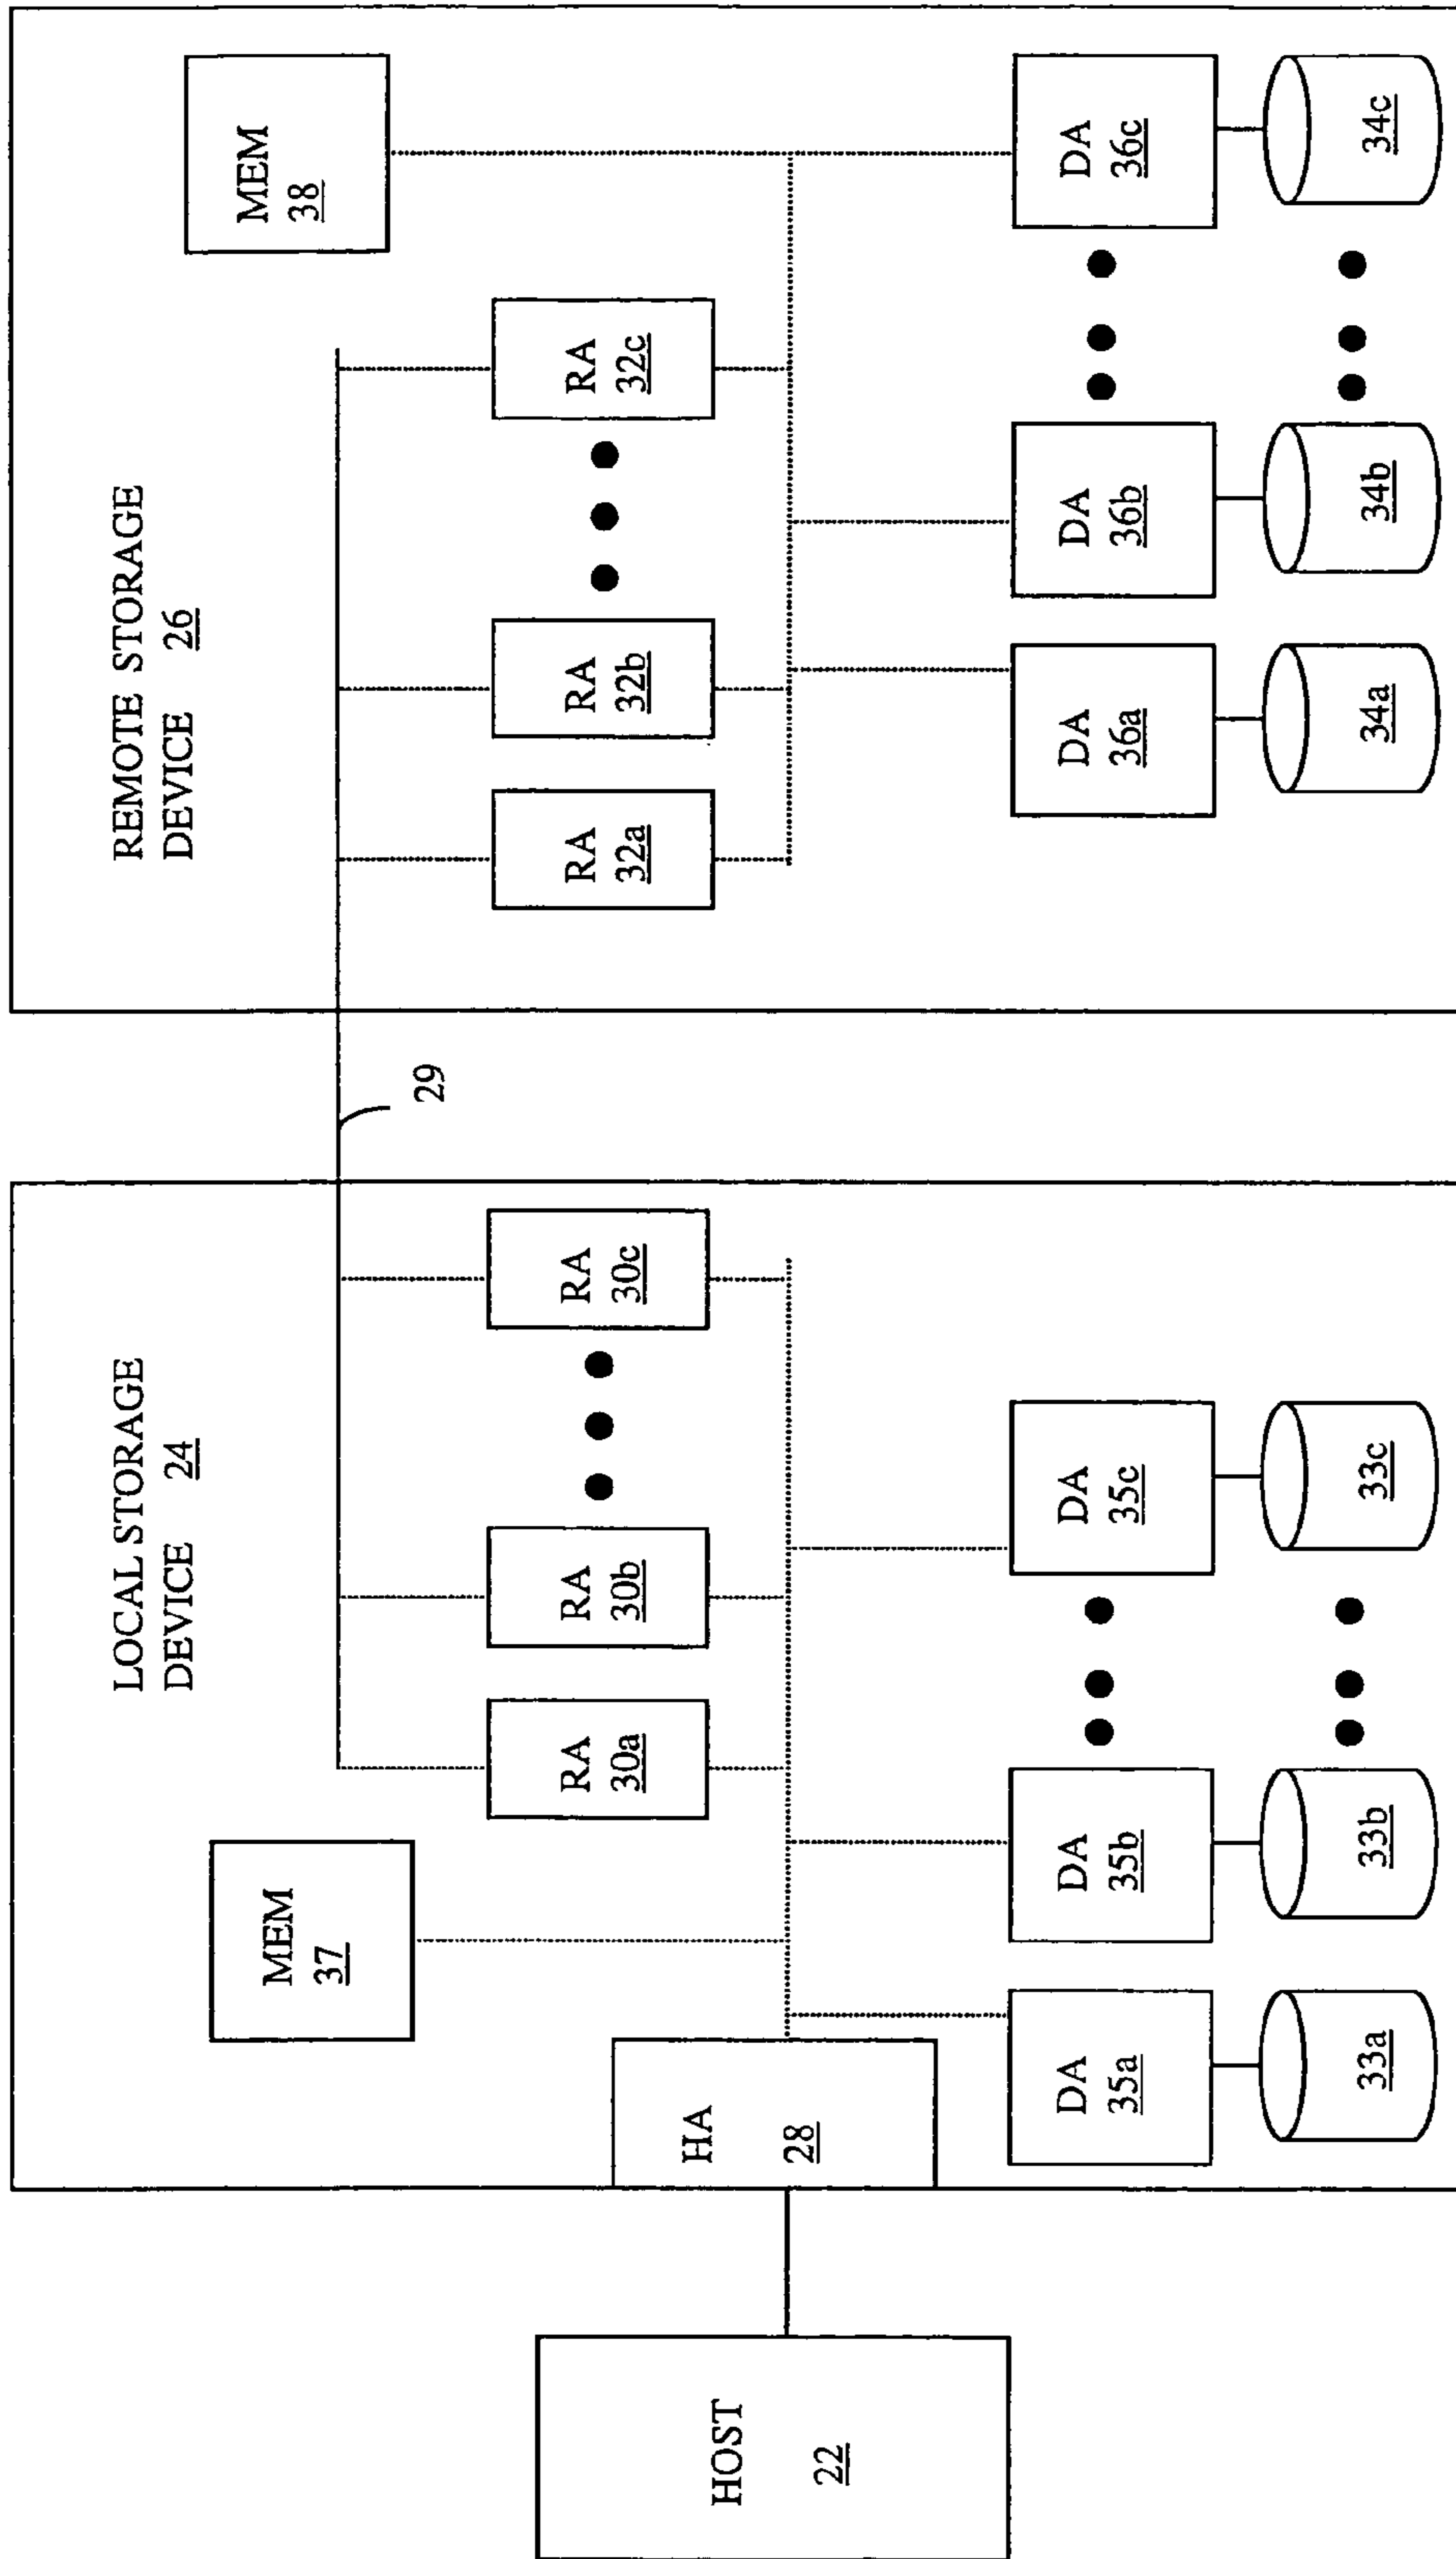 HOST
22
LOCAL STORAGE
DEVICE 24
MEM
37
HA
28
RA
30a
RA
30b
RA
30c
DA
35a
DA
35b
DA
35c
33a
33b
33c
29
REMOTE STORAGE
DEVICE 26
MEM
38
RA
32a
RA
32b
RA
32c
DA
36a
DA
36b
DA
36c
34a
34b
34c